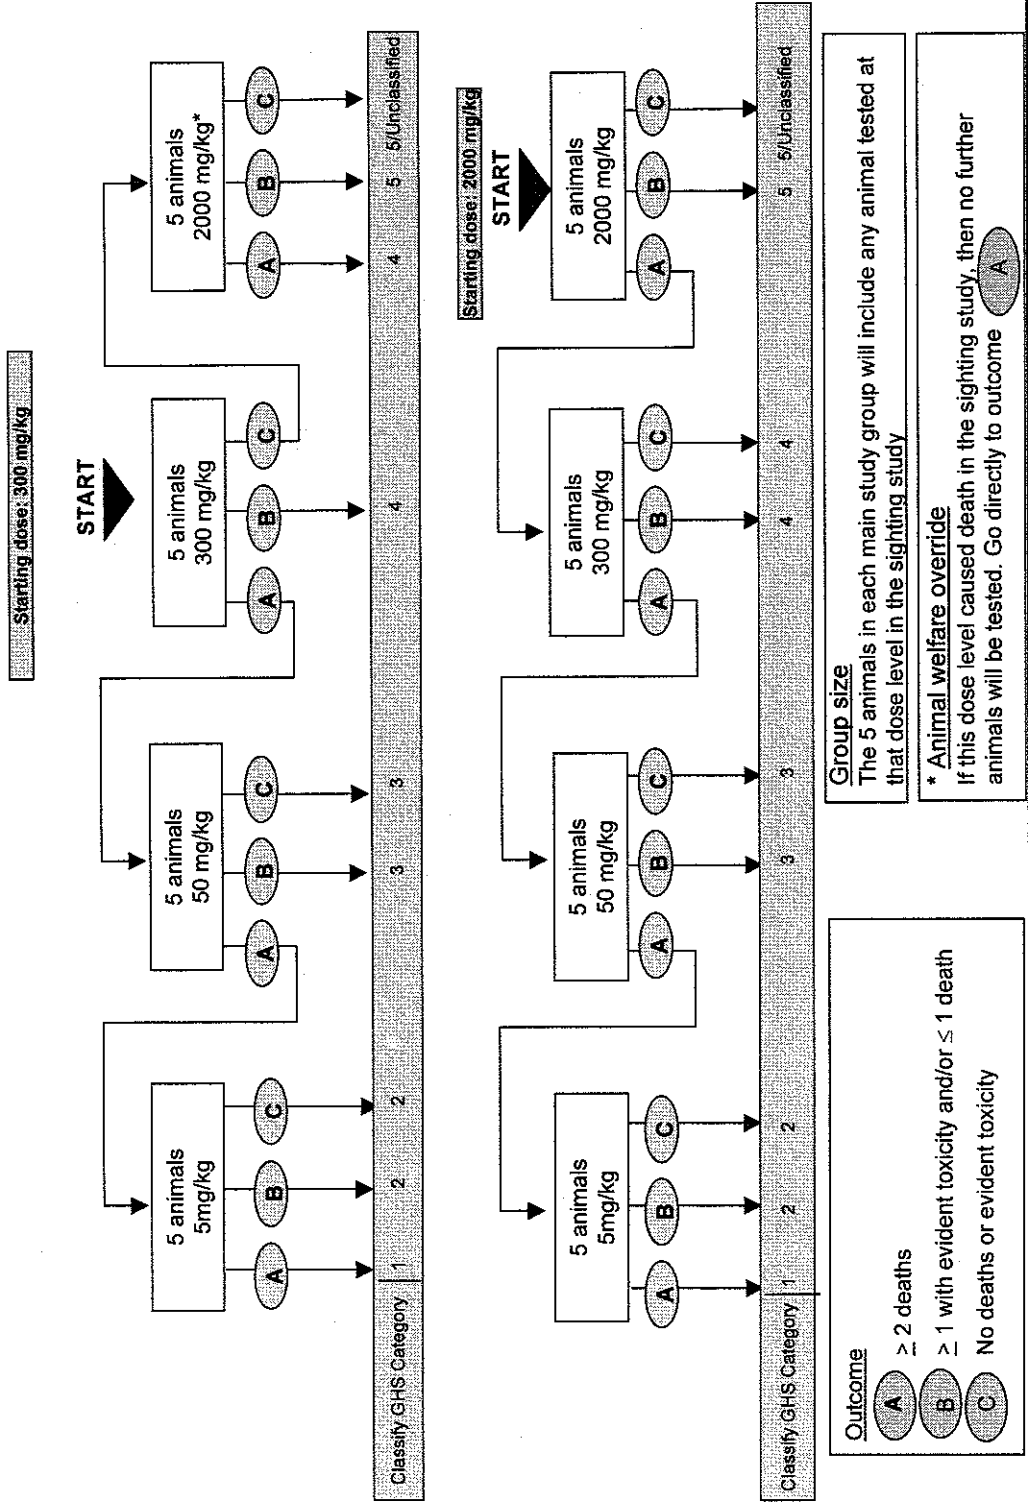 Starting dose: 300 mg/kg
START
5 animals
5mg/kg
5 animals
50 mg/kg
5 animals
300 mg/kg
5 animals
2000 mg/kg*
A B C A B C A B C A B C
Classify GHS Category 1 2 2 3 3 4 4 5 5/Unclassified
Starting dose: 2000 mg/kg
START
5 animals
5mg/kg
5 animals
50 mg/kg
5 animals
300 mg/kg
5 animals
2000 mg/kg
A B C A B C A B C A B C
Classify GHS Category 1 2 2 3 3 4 4 5 5/Unclassified
Outcome
A ≥ 2 deaths
B ≥ 1 with evident toxicity and/or ≤ 1 death
C No deaths or evident toxicity
Group size
The 5 animals in each main study group will include any animal tested at
that dose level in the sighting study
* Animal welfare override
If this dose level caused death in the sighting study, then no further
animals will be tested. Go directly to outcome A